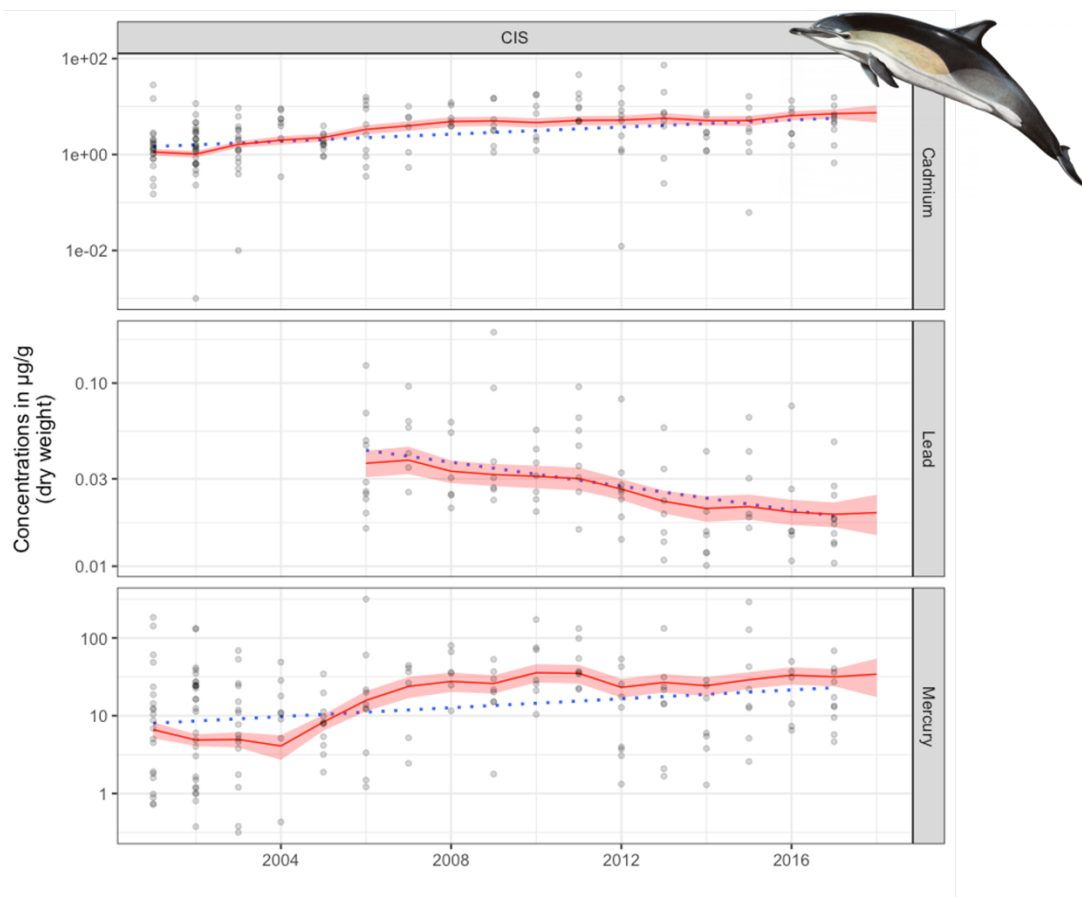 CIS
1e+02
1e+00
1e-02
Cadmium
0.10
0.03
0.01
Lead
Concentrations in µg/g
(dry weight)
100
10
1
Mercury
2004 2008 2012 2016